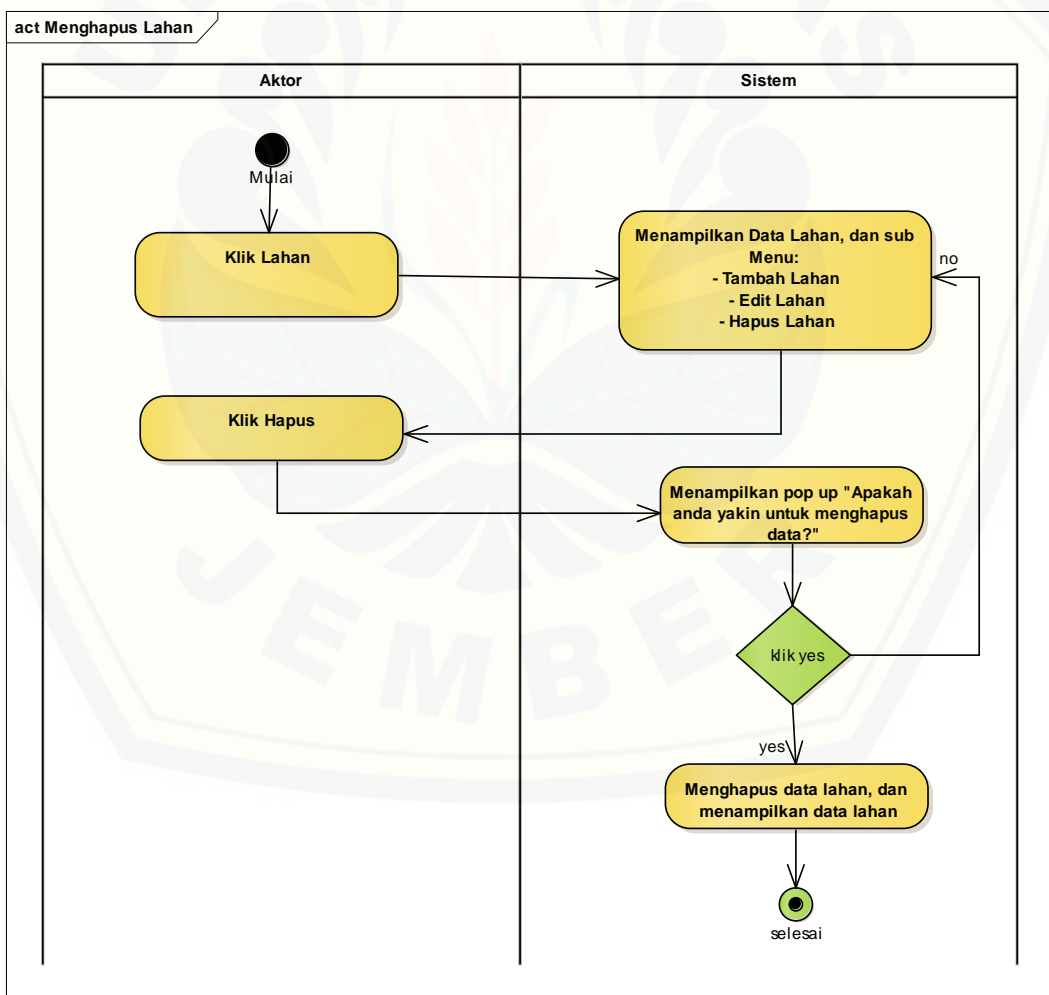 act Menghapus Lahan
Aktor
Sistem
Mulai
Klik Lahan
Menampilkan Data Lahan, dan sub
Menu:
- Tambah Lahan
- Edit Lahan
- Hapus Lahan
no
Klik Hapus
Menampilkan pop up "Apakah
anda yakin untuk menghapus
data?"
klik yes
yes
Menghapus data lahan, dan
menampilkan data lahan
selesai
JEMBER